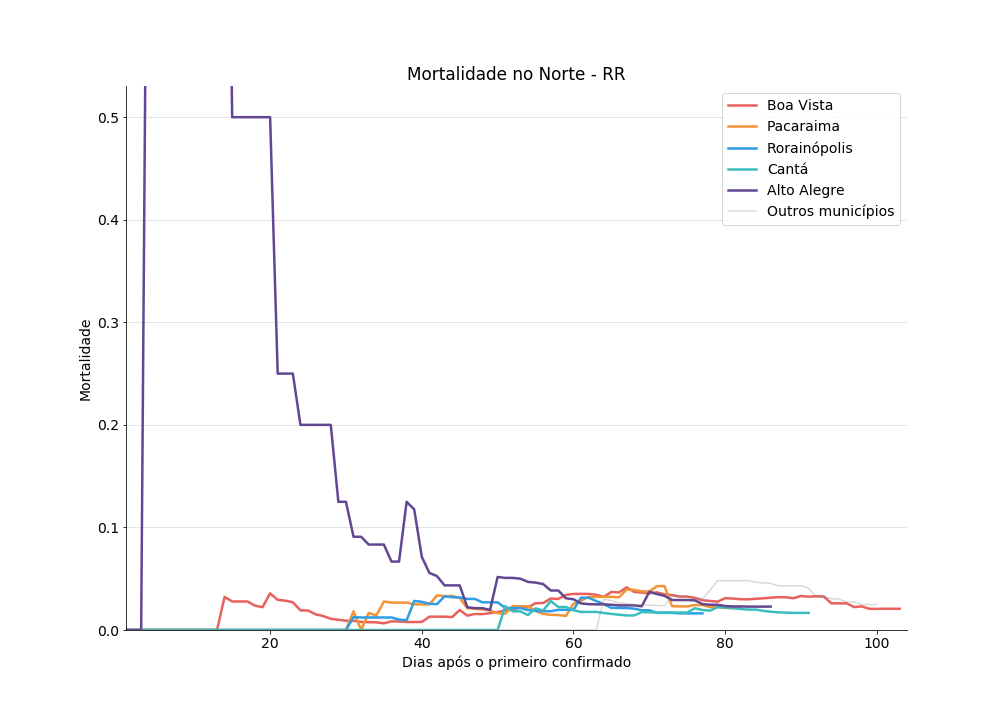 Mortalidade no Norte - RR
Boa Vista
Pacaraima
Rorainópolis
Cantá
Alto Alegre
Outros municípios
Mortalidade
0.5
0.4
0.3
0.2
0.1
0.0
20 40 60 80 100
Dias após o primeiro confirmado